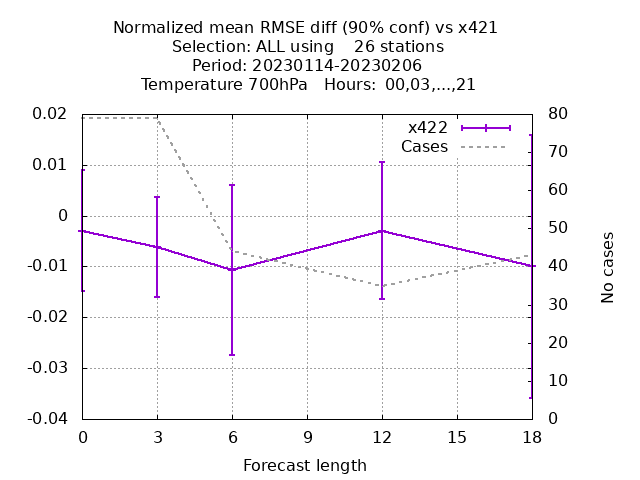 Normalized mean RMSE diff (90% conf) vs x421
Selection: ALL using    26 stations
Period: 20230114-20230206
Temperature 700hPa   Hours:  00,03,...,21
x422
Cases
0.02
0.01
0
-0.01
-0.02
-0.03
-0.04
80
70
60
50
40
30
20
10
0
No cases
0 3 6 9 12 15 18
Forecast length